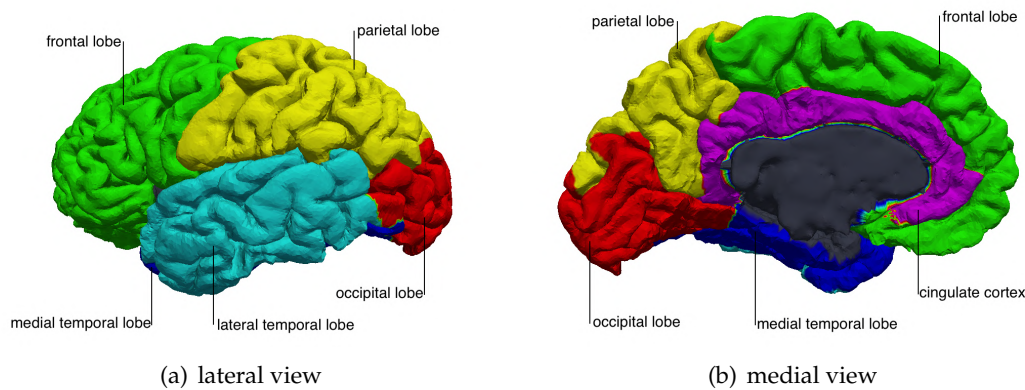 frontal lobe
parietal lobe
medial temporal lobe
lateral temporal lobe
occipital lobe
(a) lateral view
parietal lobe
frontal lobe
occipital lobe
medial temporal lobe
cingulate cortex
(b) medial view